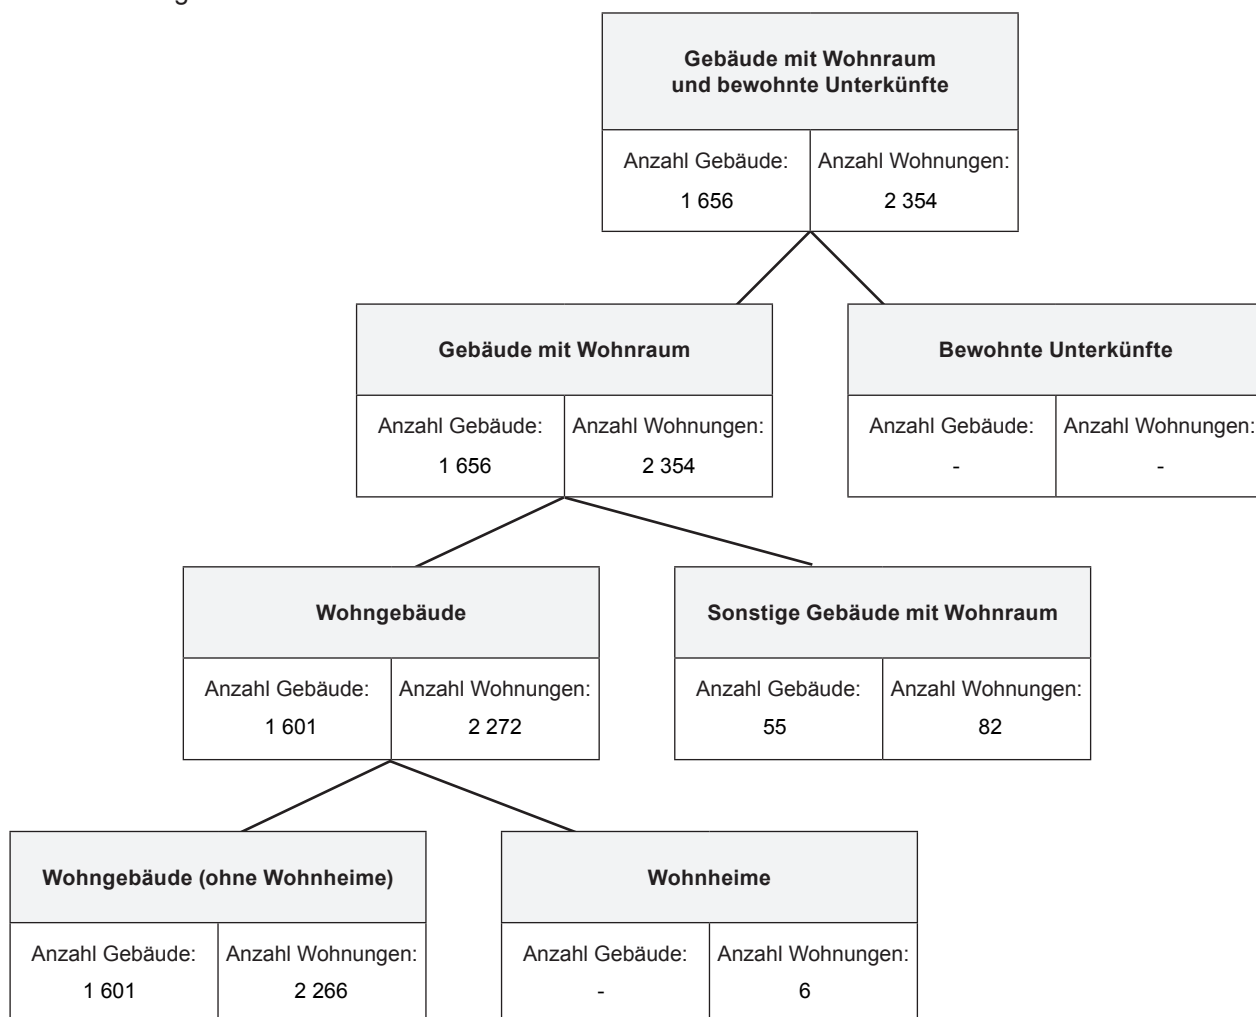 Gebäude mit Wohnraum
und bewohnte Unterkünfte
Anzahl Gebäude: Anzahl Wohnungen:
1 656 2 354
Gebäude mit Wohnraum
Anzahl Gebäude: Anzahl Wohnungen:
1 656 2 354
Bewohnte Unterkünfte
Anzahl Gebäude: Anzahl Wohnungen:
- -
Wohngebäude
Anzahl Gebäude: Anzahl Wohnungen:
1 601 2 272
Sonstige Gebäude mit Wohnraum
Anzahl Gebäude: Anzahl Wohnungen:
55 82
Wohngebäude (ohne Wohnheime)
Anzahl Gebäude: Anzahl Wohnungen:
1 601 2 266
Wohnheime
Anzahl Gebäude: Anzahl Wohnungen:
- 6